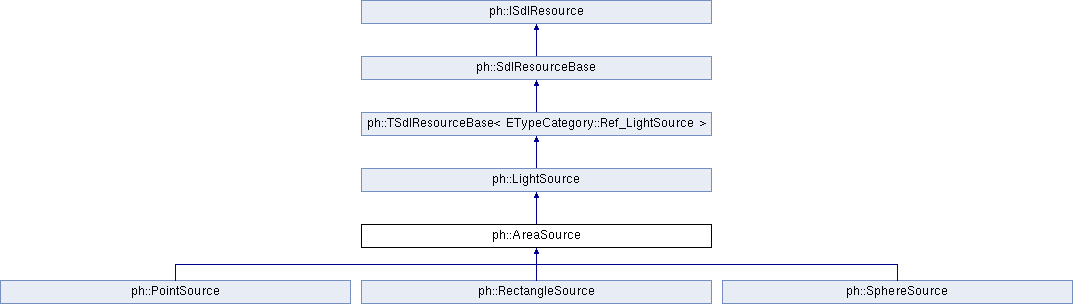 ph::ISdlResource
ph::SdlResourceBase
ph::TSdlResourceBase< ETypeCategory::Ref_LightSource >
ph::LightSource
ph::AreaSource
ph::PointSource
ph::RectangleSource
ph::SphereSource